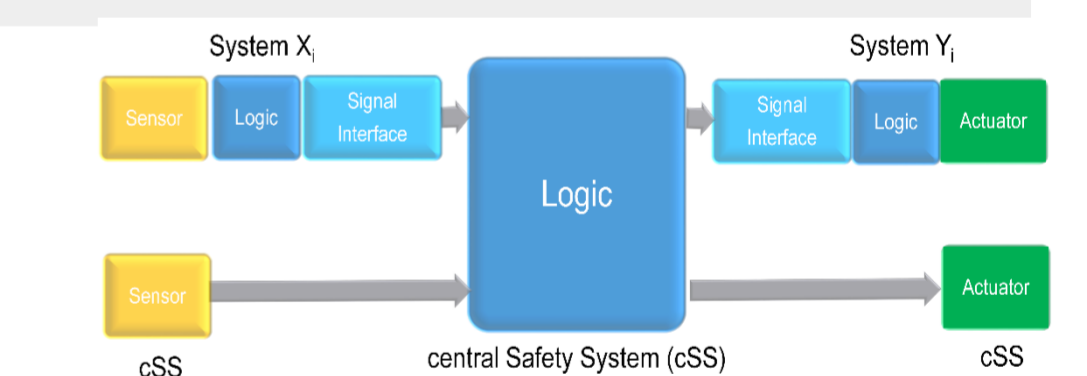 System Xi
System Yi
Sensor
Logic
Signal
Interface
Logic
Signal
Interface
Logic
Actuator
Sensor
Actuator
cSS
central Safety System (cSS)
cSS